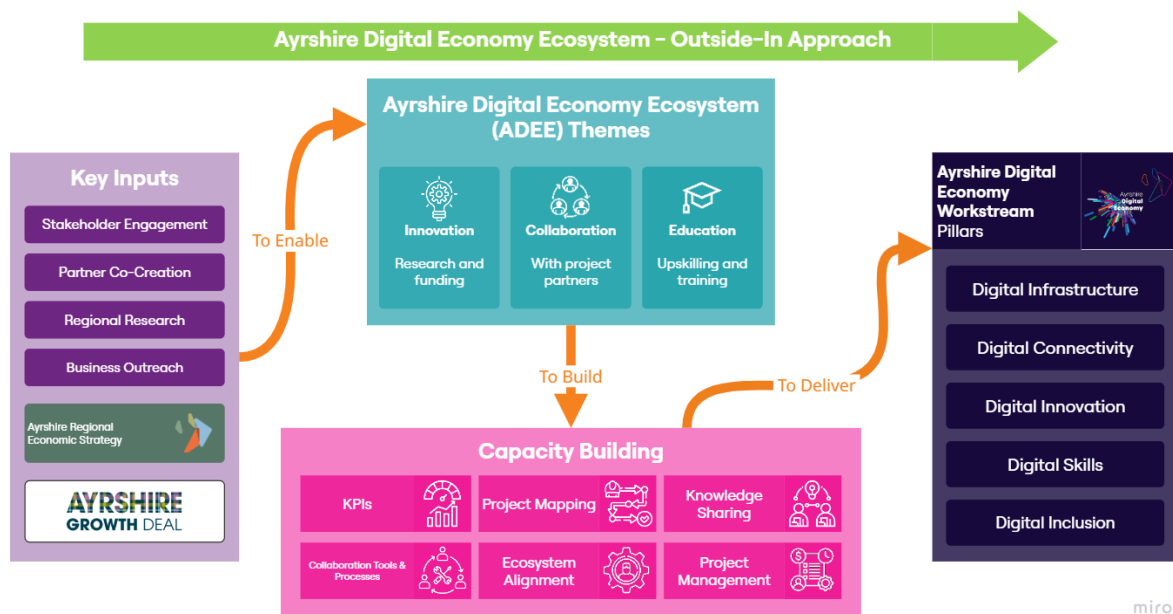 Ayrshire Digital Economy Ecosystem – Outside-In Approach
Key Inputs
Stakeholder Engagement
Partner Co-Creation
Regional Research
Business Outreach
Ayrshire Regional
Economic Strategy
AYRSHIRE
GROWTH DEAL
To Enable
Ayrshire Digital Economy Ecosystem
(ADEE) Themes
Innovation
Research and
funding
Collaboration
With project
partners
Education
Upskilling and
training
To Build
Capacity Building
KPIs
Project Mapping
Knowledge
Sharing
Collaboration Tools &
Processes
Ecosystem
Alignment
Project
Management
To Deliver
Ayrshire Digital
Economy
Workstream
Pillars
Ayrshire
Digital
Economy
Digital Infrastructure
Digital Connectivity
Digital Innovation
Digital Skills
Digital Inclusion
miro